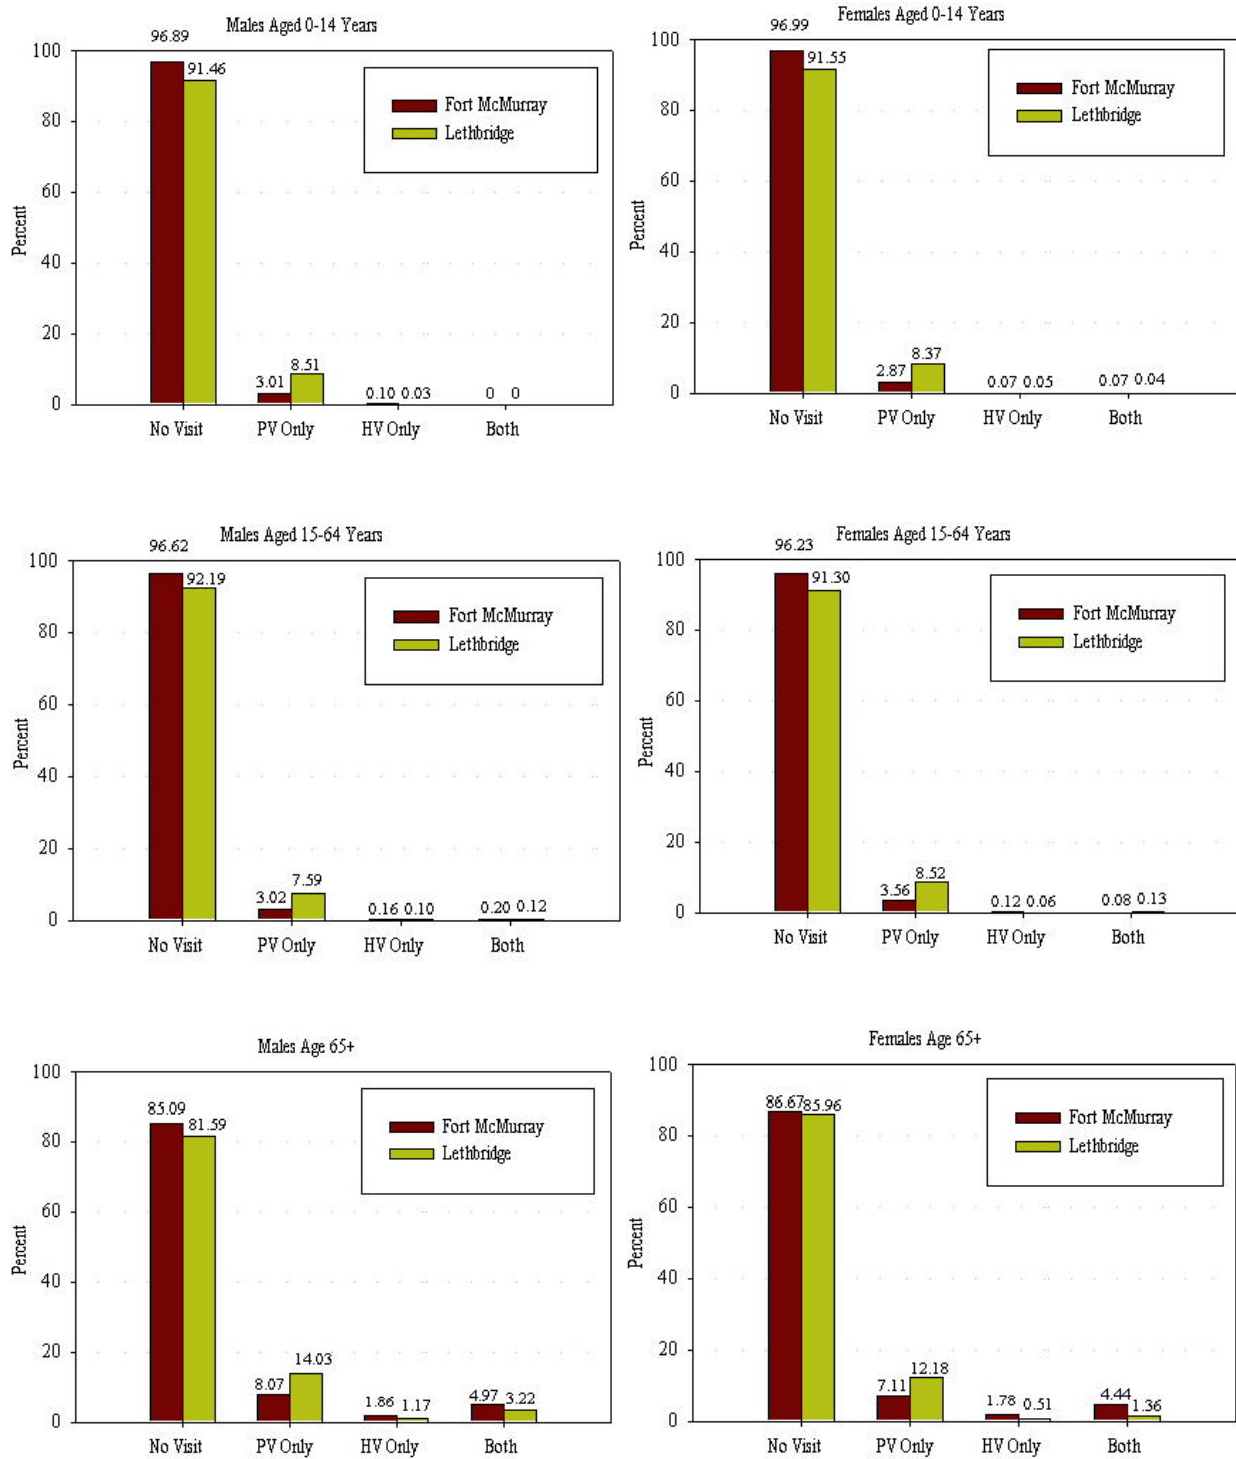 Males Aged 0-14 Years
96.89
100
91.46
Fort McMurray
80
Lethbridge
60
Percent
40
20
8.51
3.01
0.10 0.03
0 0
0
No Visit PV Only HV Only Both
Females Aged 0-14 Years
96.99
100
91.55
Fort McMurray
Lethbridge
80
60
Percent
40
20
8.37
2.87
0.07 0.05
0.07 0.04
0
No Visit PV Only HV Only Both
Males Aged 15-64 Years
96.62
100
92.19
Fort McMurray
80
Lethbridge
60
Percent
40
20
7.59
3.02
0.16 0.10
0.20 0.12
0
No Visit PV Only HV Only Both
Females Aged 15-64 Years
96.23
100
91.30
Fort McMurray
80
Lethbridge
60
Percent
40
20
8.52
3.56
0.12 0.06
0.08 0.13
0
No Visit PV Only HV Only Both
Males Age 65+
100
85.09
81.59
Fort McMurray
80
Lethbridge
60
Percent
40
20
14.03
8.07
1.86 1.17
4.97 3.22
0
No Visit PV Only HV Only Both
Females Age 65+
100
86.67 85.96
Fort McMurray
80
Lethbridge
60
Percent
40
20
12.18
7.11
1.78 0.51
4.44 1.36
0
No Visit PV Only HV Only Both